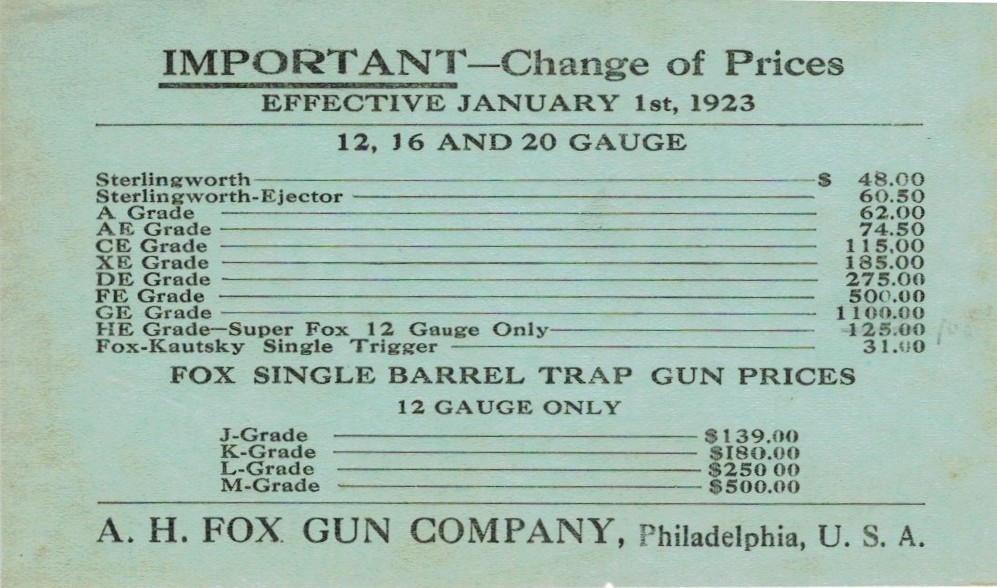 IMPORTANT—Change of Prices
EFFECTIVE JANUARY 1st, 1923
12, 16 AND 20 GAUGE
Sterlingworth $ 48.00
Sterlingworth-Ejector 60.50
A Grade 62.00
AE Grade 74.50
CE Grade 115.00
XE Grade 185.00
DE Grade 275.00
FE Grade 500.00
GE Grade 1100.00
HE Grade—Super Fox 12 Gauge Only 125.00
Fox-Kautsky Single Trigger 31.00
FOX SINGLE BARREL TRAP GUN PRICES
12 GAUGE ONLY
J-Grade $139.00
K-Grade $180.00
L-Grade $250 00
M-Grade $500.00
A. H. FOX GUN COMPANY, Philadelphia, U. S. A.